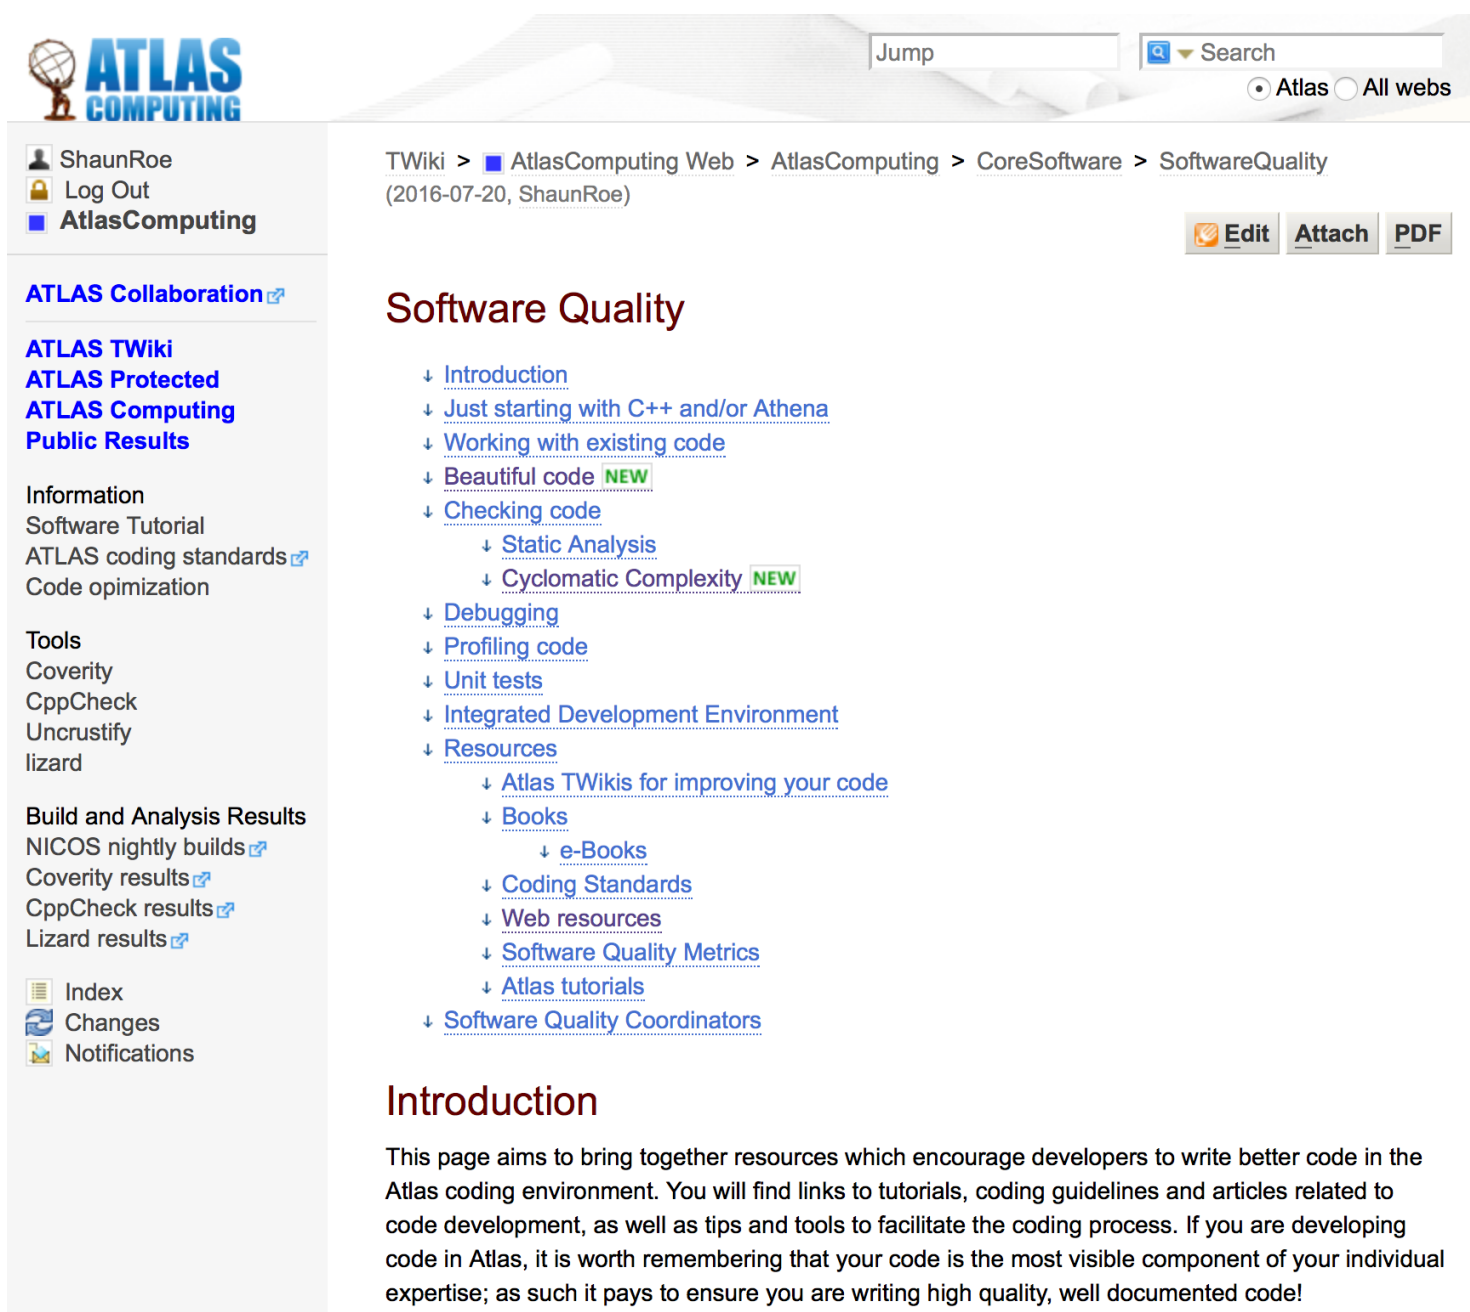 ATLAS
COMPUTING
Jump
Search
Atlas All webs
ShaunRoe
Log Out
AtlasComputing
ATLAS Collaboration
ATLAS TWiki
ATLAS Protected
ATLAS Computing
Public Results
Information
Software Tutorial
ATLAS coding standards
Code opimization
Tools
Coverity
CppCheck
Uncrustify
lizard
Build and Analysis Results
NICOS nightly builds
Coverity results
CppCheck results
Lizard results
Index
Changes
Notifications
TWiki > AtlasComputing Web > AtlasComputing > CoreSoftware > SoftwareQuality
(2016-07-20, ShaunRoe)
Edit Attach PDF
Software Quality
↓ Introduction
↓ Just starting with C++ and/or Athena
↓ Working with existing code
↓ Beautiful code NEW
↓ Checking code
↓ Static Analysis
↓ Cyclomatic Complexity NEW
↓ Debugging
↓ Profiling code
↓ Unit tests
↓ Integrated Development Environment
↓ Resources
↓ Atlas TWikis for improving your code
↓ Books
↓ e-Books
↓ Coding Standards
↓ Web resources
↓ Software Quality Metrics
↓ Atlas tutorials
↓ Software Quality Coordinators
Introduction
This page aims to bring together resources which encourage developers to write better code in the
Atlas coding environment. You will find links to tutorials, coding guidelines and articles related to
code development, as well as tips and tools to facilitate the coding process. If you are developing
code in Atlas, it is worth remembering that your code is the most visible component of your individual
expertise; as such it pays to ensure you are writing high quality, well documented code!